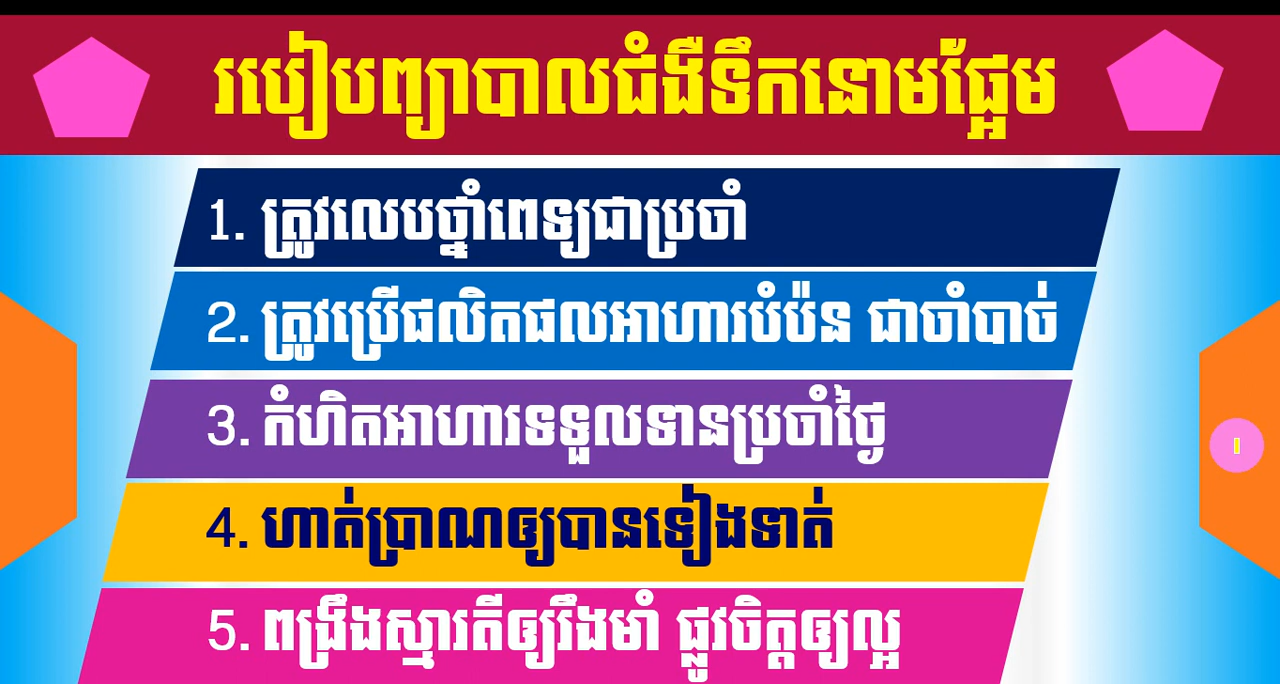 របៀបព្យាបាលជំងឺទឹកនោមផ្អែម
1. ត្រូវលេបថ្នាំពេទ្យជាប្រចាំ
2. ត្រូវប្រើផលិតផលអាហារបំប៉ន ជាចាំបាច់
3. កំហិតអាហារទទួលទានប្រចាំថ្ងៃ
4. ហាត់ប្រាណឲ្យបានទៀងទាត់
5. ពង្រឹងស្មារតីឲ្យរឹងមាំ ផ្លូវចិត្តឲ្យល្អ